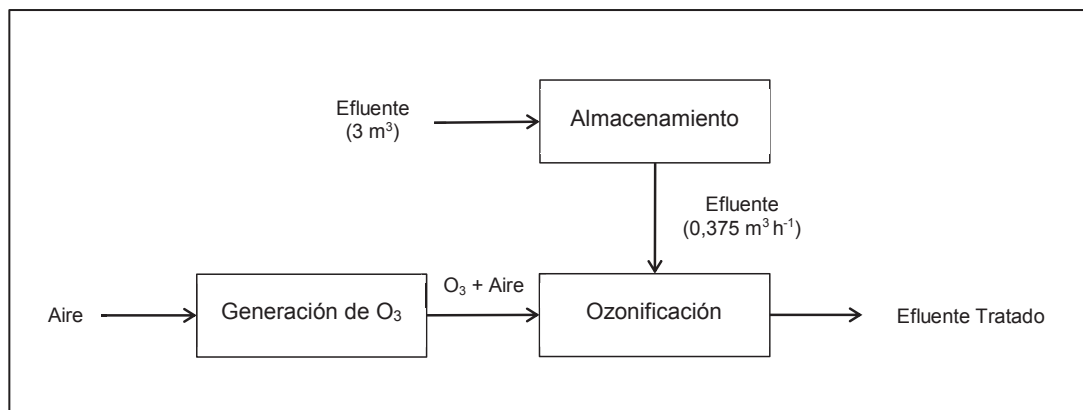 Efluente
(3 m³)
Almacenamiento
Efluente
(0,375 m³ h⁻¹)
Aire
Generación de O₃
O₃ + Aire
Ozonificación
Efluente Tratado